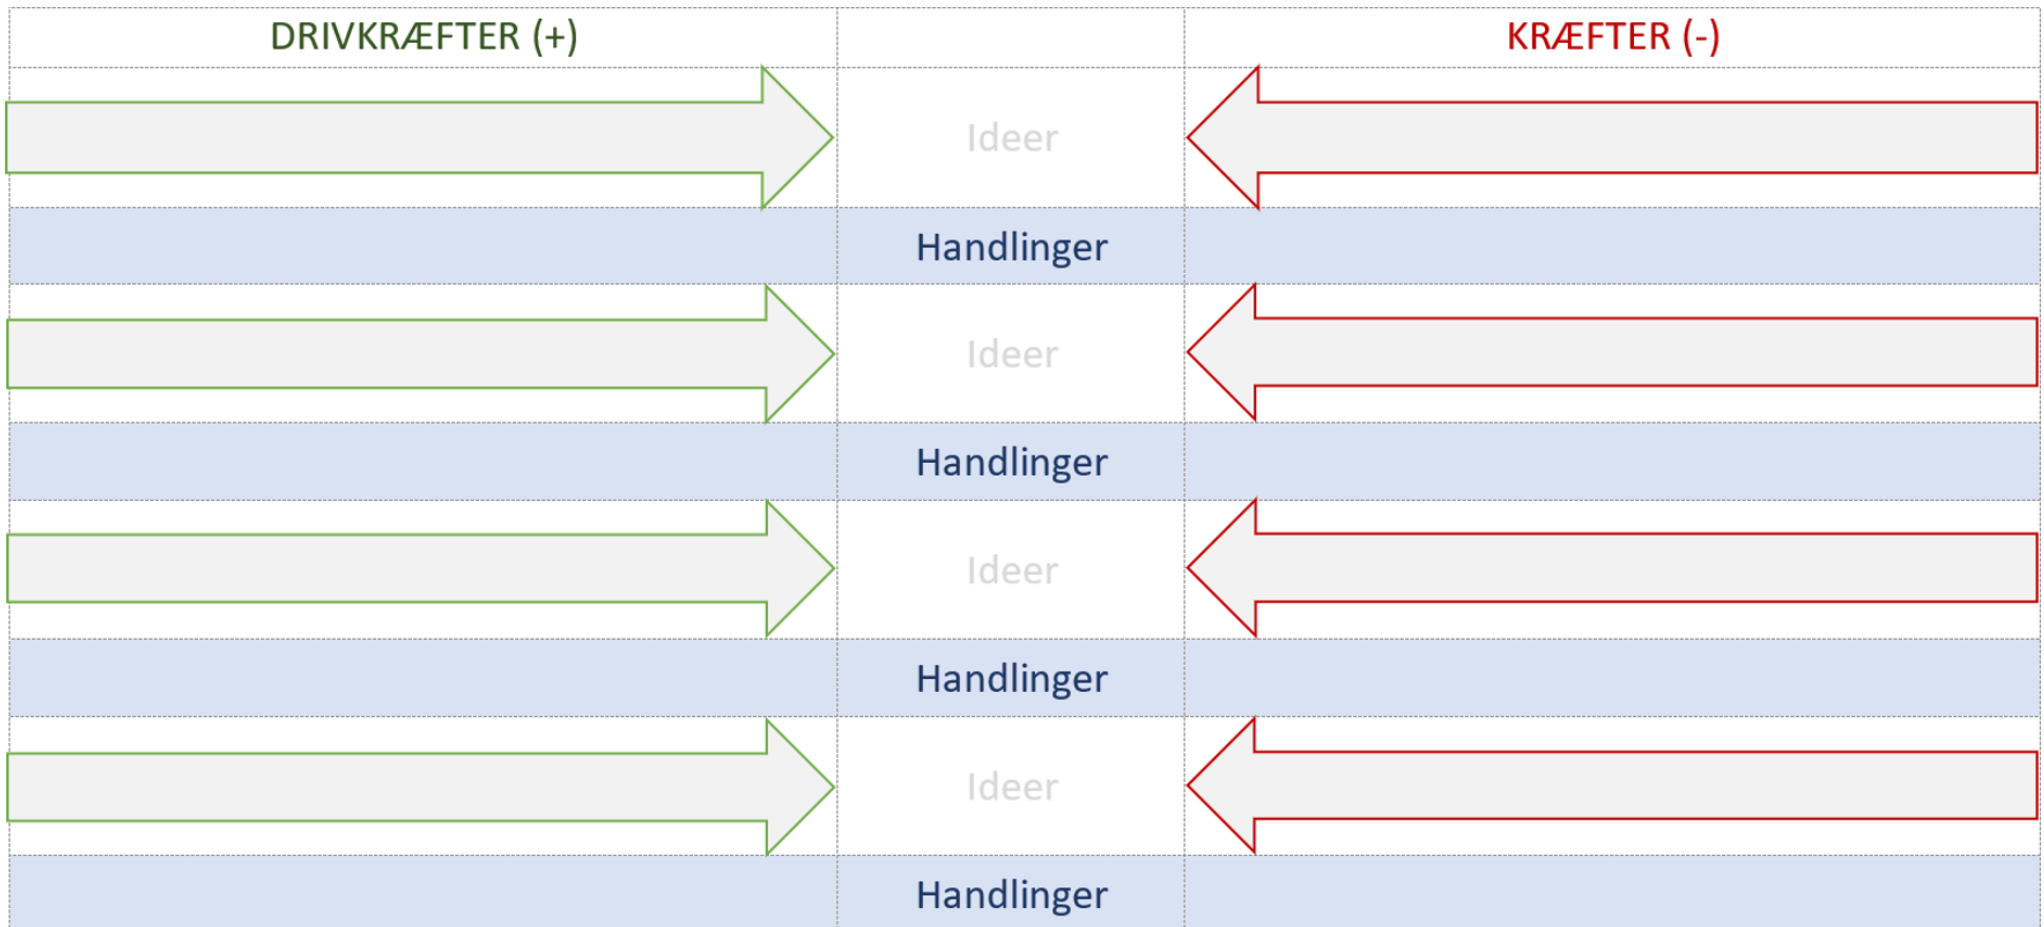 DRIVKRÆFTER (+)
KRÆFTER (-)
Ideer
Handlinger
Ideer
Handlinger
Ideer
Handlinger
Ideer
Handlinger